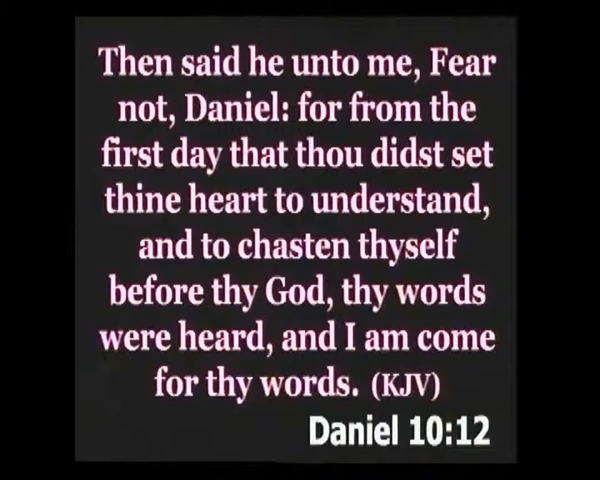 Then said he unto me, Fear
not, Daniel: for from the
first day that thou didst set
thine heart to understand,
and to chasten thyself
before thy God, thy words
were heard, and I am come
for thy words. (KJV)
Daniel 10:12